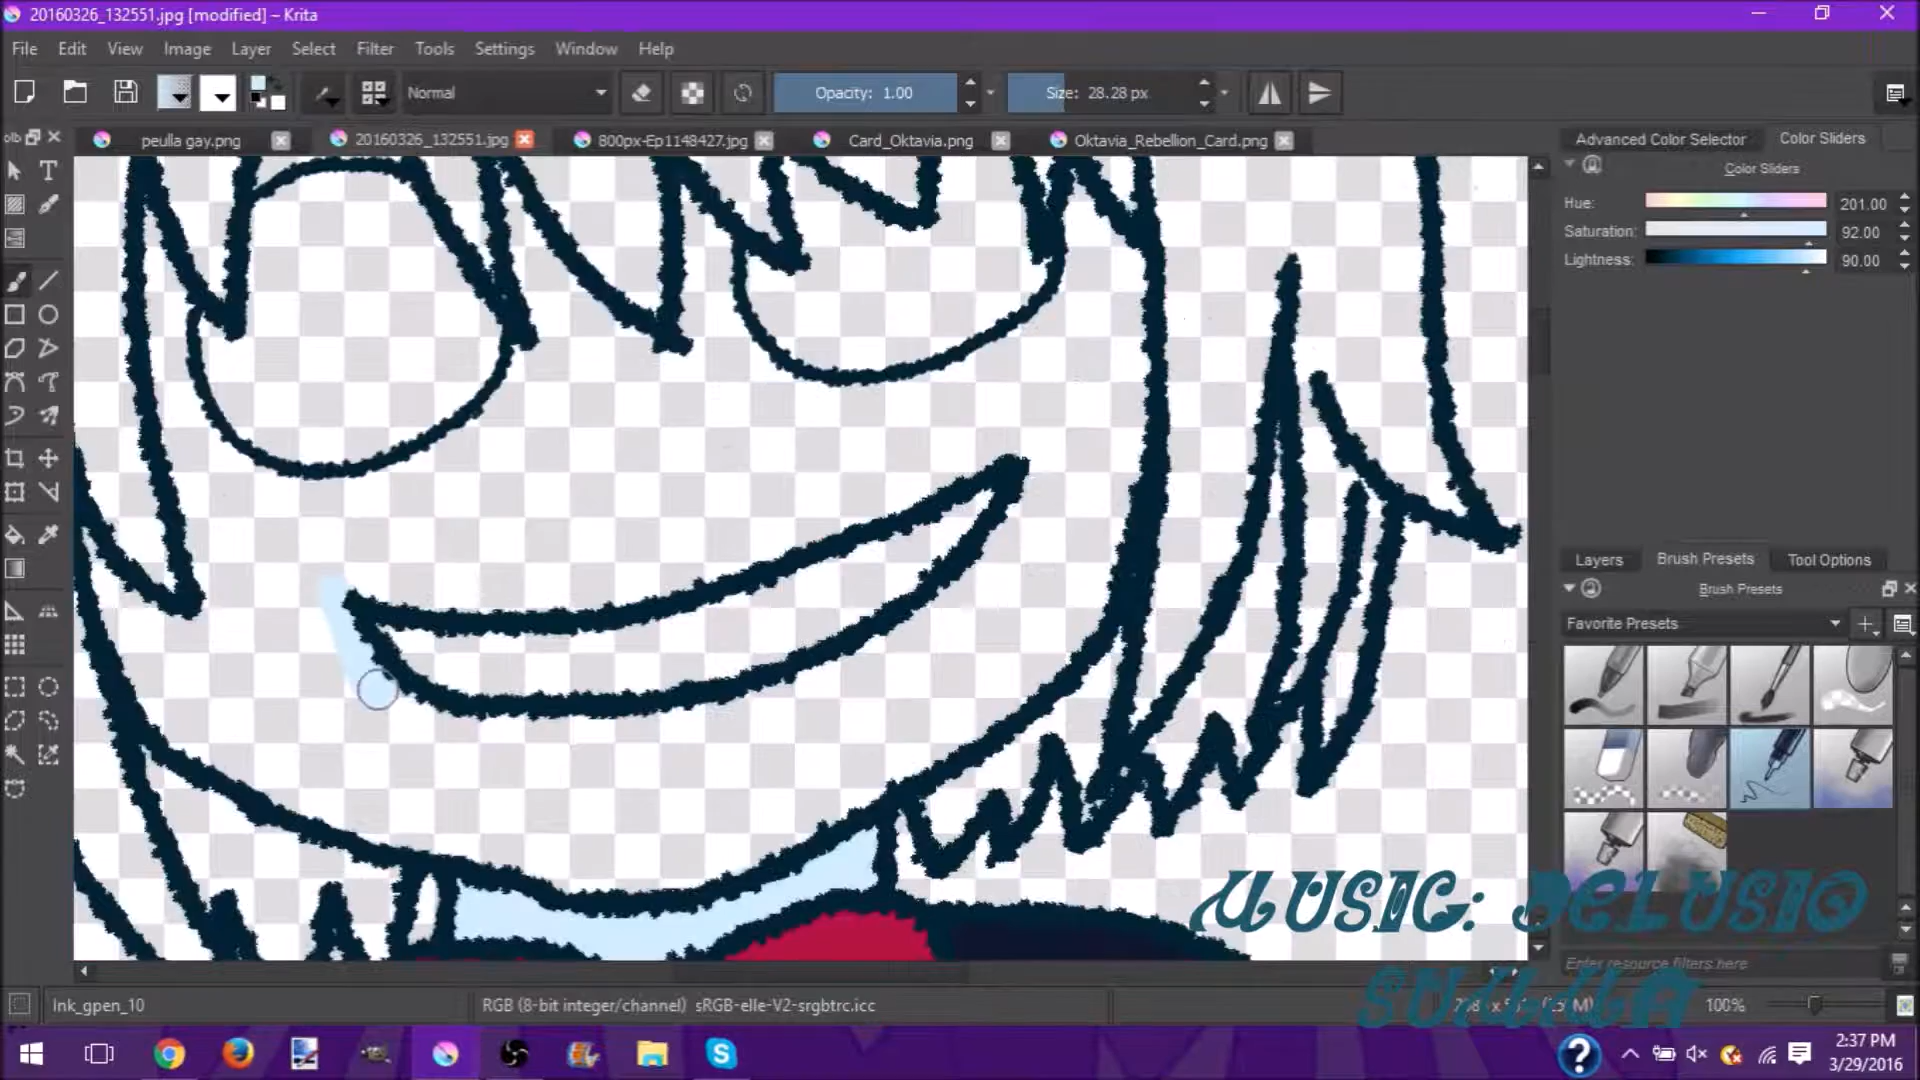 20160326_132551.jpg [modified] – Krita
File Edit View Image Layer Select Filter Tools Settings Window Help
Normal Opacity: 1.00 Size: 28.28 px
olb peulla gay.png 20160326_132551.jpg 800px-Ep1148427.jpg Card_Oktavia.png Oktavia_Rebellion_Card.png
Advanced Color Selector Color Sliders
Color Sliders
Hue: 201.00
Saturation: 92.00
Lightness: 90.00
Layers Brush Presets Tool Options
Brush Presets
Favorite Presets
MUSIC: DELUSIO
SUMMA
Enter resource filters here
Ink_gpen_10 RGB (8-bit integer/channel) sRGB-elle-V2-srgbtrc.icc 100%
2:37 PM
3/29/2016